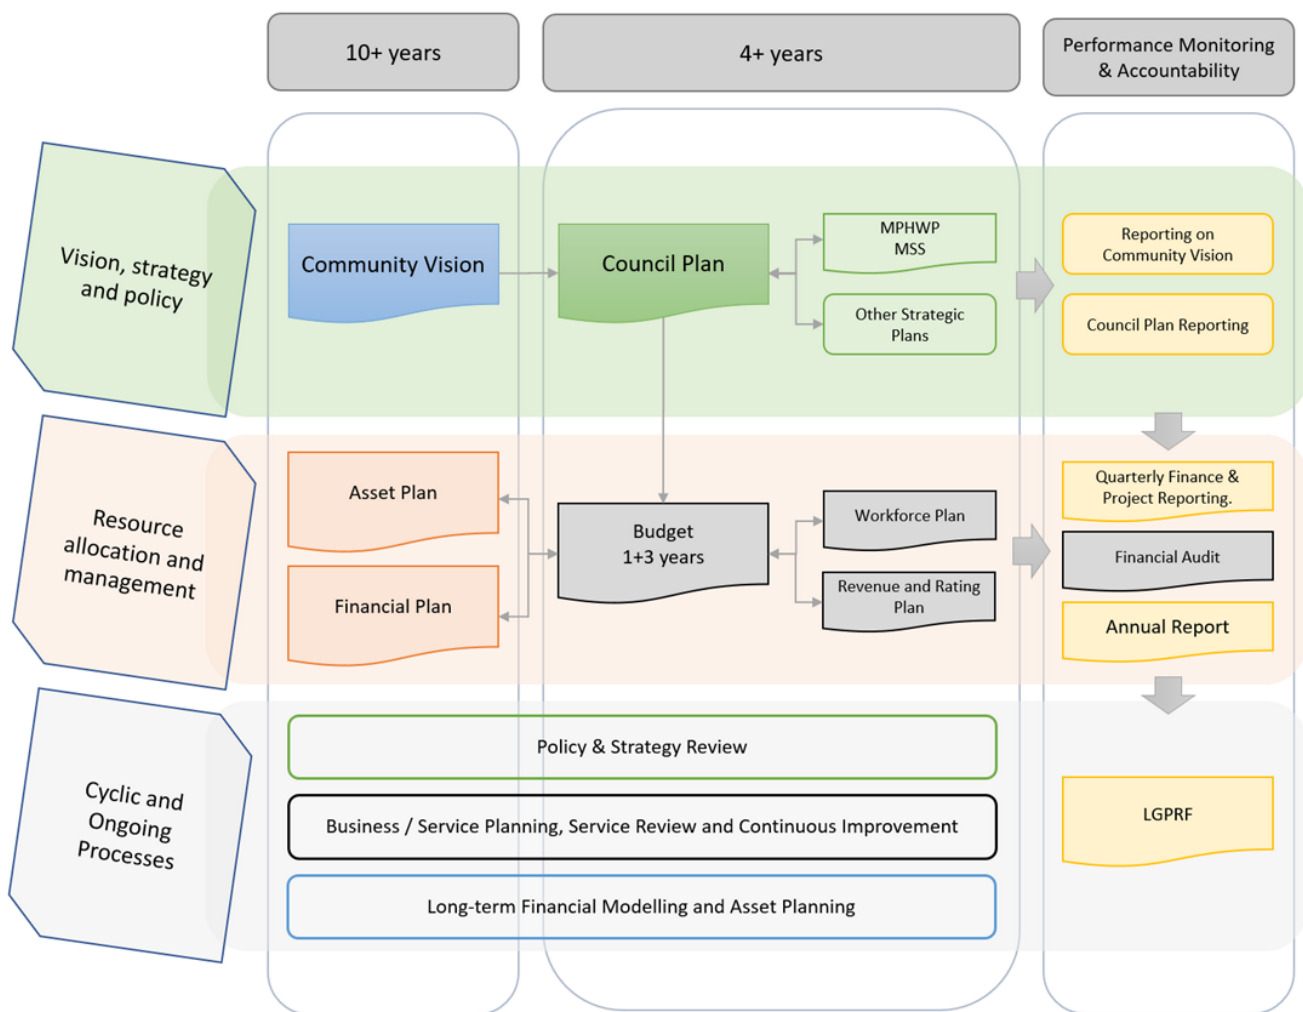 10+ years
4+ years
Performance Monitoring
& Accountability
Vision, strategy
and policy
Community Vision
Council Plan
MPHWP
MSS
Other Strategic
Plans
Reporting on
Community Vision
Council Plan Reporting
Resource
allocation and
management
Asset Plan
Financial Plan
Budget
1+3 years
Workforce Plan
Revenue and Rating
Plan
Quarterly Finance &
Project Reporting.
Financial Audit
Annual Report
Cyclic and
Ongoing
Processes
Policy & Strategy Review
Business / Service Planning, Service Review and Continuous Improvement
Long-term Financial Modelling and Asset Planning
LGPRF